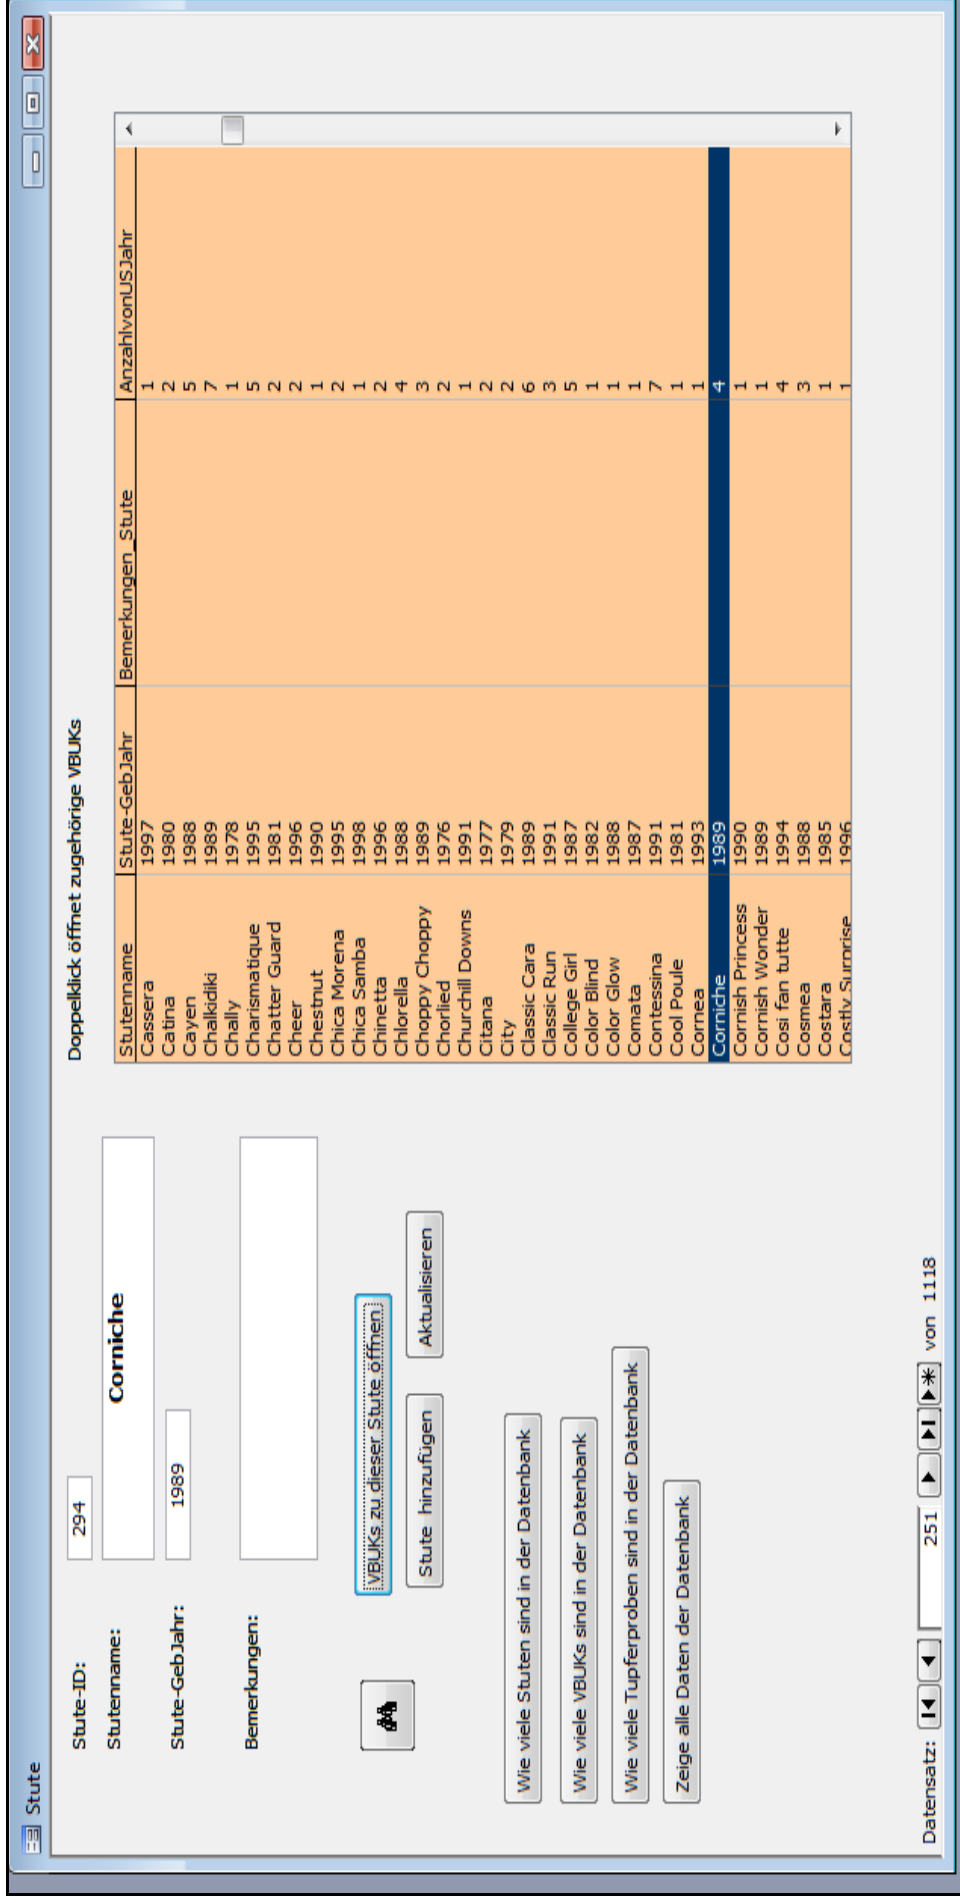 Stute
Stute-ID: 294
Stutenname: Corniche
Stute-GebJahr: 1989
Bemerkungen:
VBUKs zu dieser Stute öffnen
Stute hinzufügen Aktualisieren
Wie viele Stuten sind in der Datenbank
Wie viele VBUKs sind in der Datenbank
Wie viele Tupferproben sind in der Datenbank
Zeige alle Daten der Datenbank
Doppelklick öffnet zugehörige VBUKs
Stutenname Stute-GebJahr Bemerkungen_Stute AnzahlvonUSJahr
Cassera 1997 1
Catina 1980 2
Cayen 1988 5
Chalkidiki 1989 7
Chally 1978 1
Charismatique 1995 5
Chatter Guard 1981 2
Cheer 1996 2
Chestnut 1990 1
Chica Morena 1995 2
Chica Samba 1998 1
Chinetta 1996 2
Chlorella 1988 4
Choppy Choppy 1989 3
Chorlied 1976 2
Churchill Downs 1991 1
Citana 1977 2
City 1979 2
Classic Cara 1989 6
Classic Run 1991 3
College Girl 1987 5
Color Blind 1982 1
Color Glow 1988 1
Comata 1987 1
Contessina 1991 7
Cool Poule 1981 1
Cornea 1993 1
Corniche 1989 4
Cornish Princess 1990 1
Cornish Wonder 1989 1
Cosi fan tutte 1994 4
Cosmea 1988 3
Costara 1985 1
Costly Surprise 1996 1
Datensatz: 251 von 1118